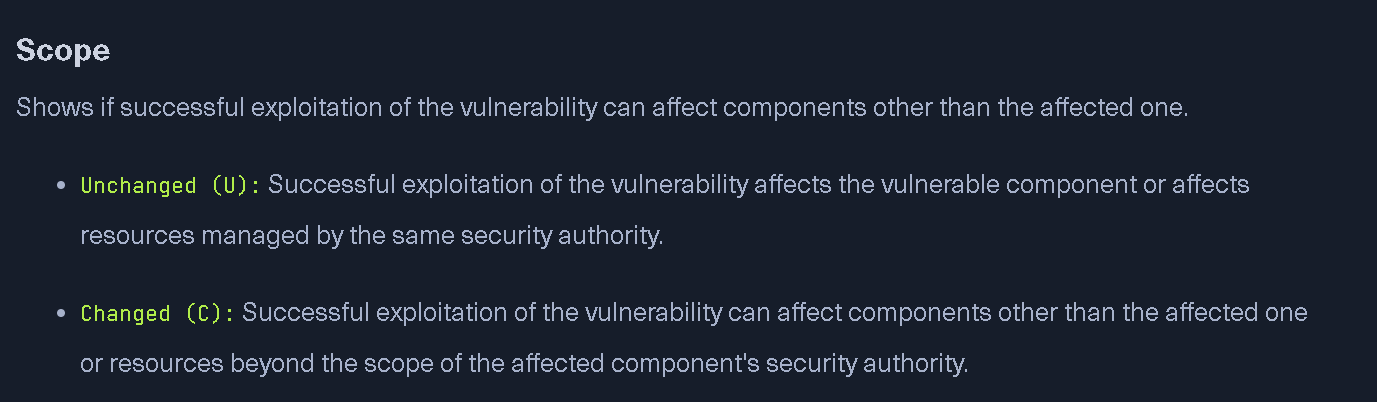 Scope
Shows if successful exploitation of the vulnerability can affect components other than the affected one.
• Unchanged (U): Successful exploitation of the vulnerability affects the vulnerable component or affects
resources managed by the same security authority.
• Changed (C): Successful exploitation of the vulnerability can affect components other than the affected one
or resources beyond the scope of the affected component's security authority.